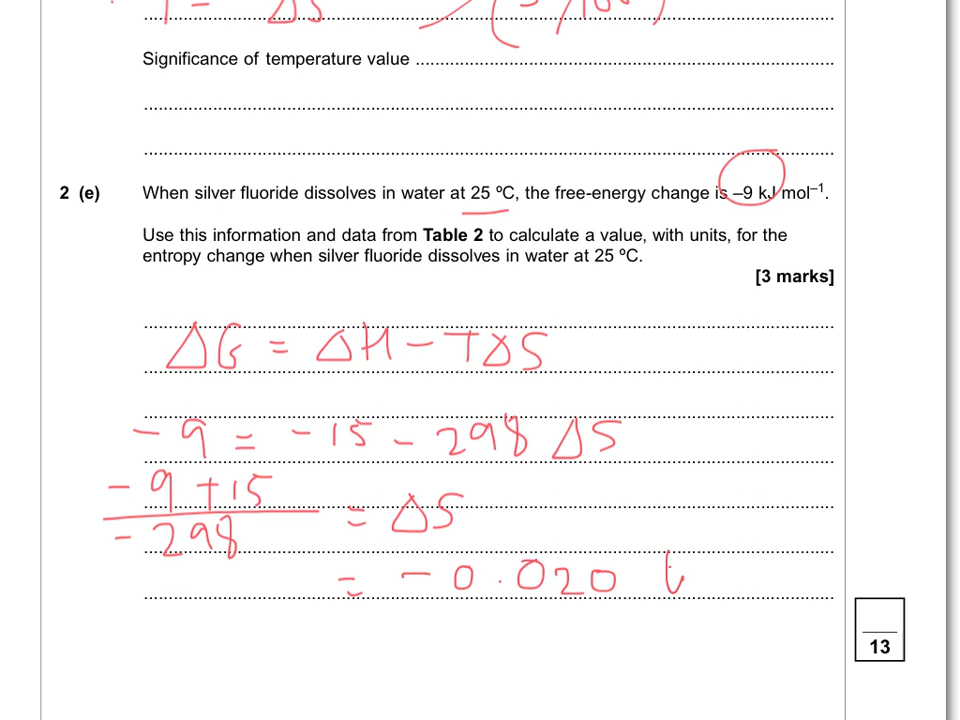 Significance of temperature value
2 (e) When silver fluoride dissolves in water at 25 ºC, the free-energy change is –9 kJ mol⁻¹.
Use this information and data from Table 2 to calculate a value, with units, for the
entropy change when silver fluoride dissolves in water at 25 ºC.
[3 marks]
ΔG = ΔH - TΔS
- 9 = - 15 - 298 ΔS
- 9 + 15
- 298
= ΔS
= - 0.020
13